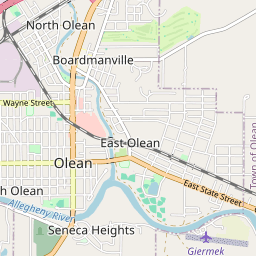 North Olean
Boardmanville
Wayne Street
East Olean
Olean
East State Street
Town of Olean
h Olean
Allegheny River
Seneca Heights
Giermek